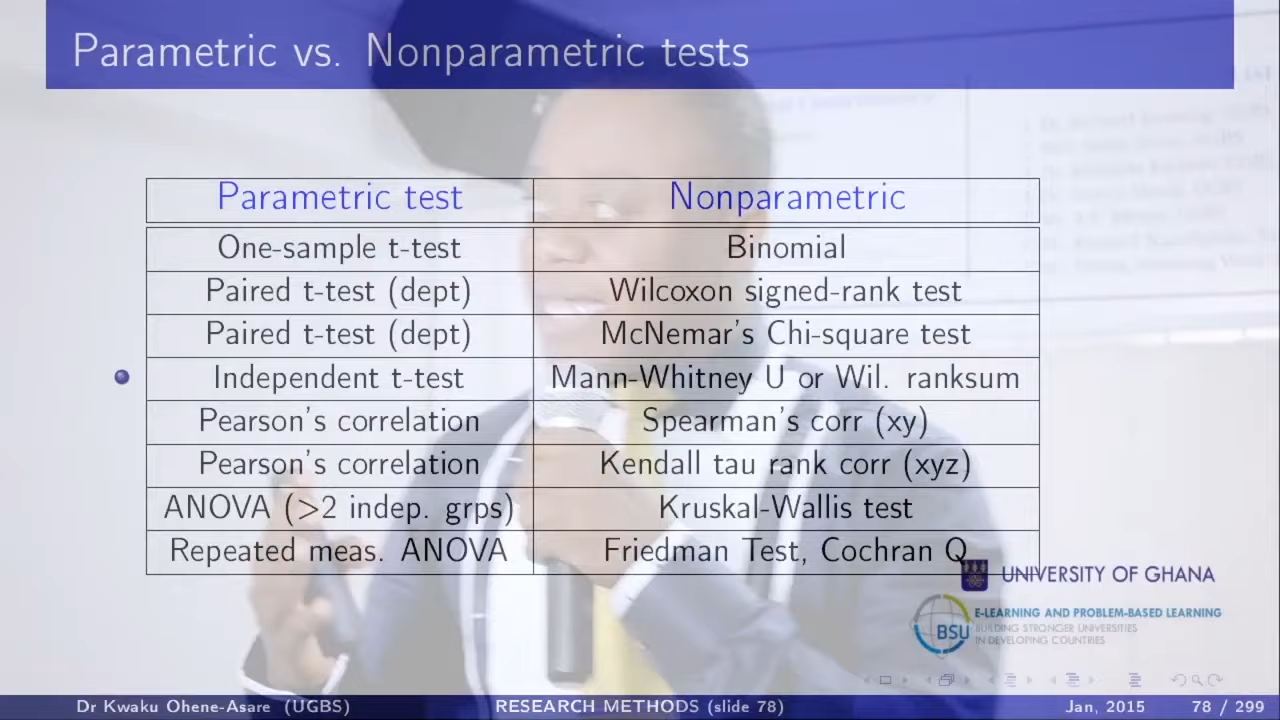 Parametric vs. Nonparametric tests
Parametric test Nonparametric
One-sample t-test Binomial
Paired t-test (dept) Wilcoxon signed-rank test
Paired t-test (dept) McNemar's Chi-square test
Independent t-test Mann-Whitney U or Wil. ranksum
Pearson's correlation Spearman's corr (xy)
Pearson's correlation Kendall tau rank corr (xyz)
ANOVA (>2 indep. grps) Kruskal-Wallis test
Repeated meas. ANOVA Friedman Test, Cochran Q
UNIVERSITY OF GHANA
BSU
E-LEARNING AND PROBLEM-BASED LEARNING
BUILDING STRONGER UNIVERSITIES
IN DEVELOPING COUNTRIES
Dr Kwaku Ohene-Asare (UGBS) RESEARCH METHODS (slide 78) Jan, 2015 78 / 299